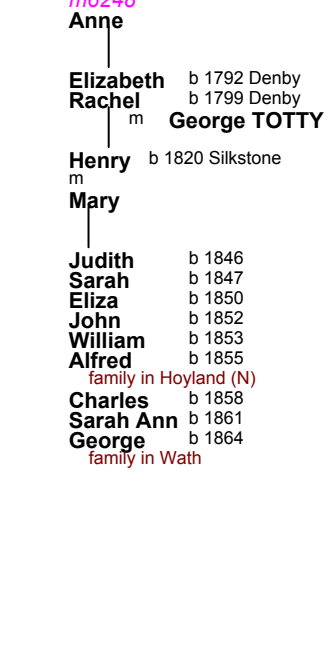 mo248
Anne
Elizabeth b 1792 Denby
Rachel b 1799 Denby
m George TOTTY
Henry b 1820 Silkstone
m
Mary
Judith b 1846
Sarah b 1847
Eliza b 1850
John b 1852
William b 1853
Alfred b 1855
family in Hoyland (N)
Charles b 1858
Sarah Ann b 1861
George b 1864
family in Wath